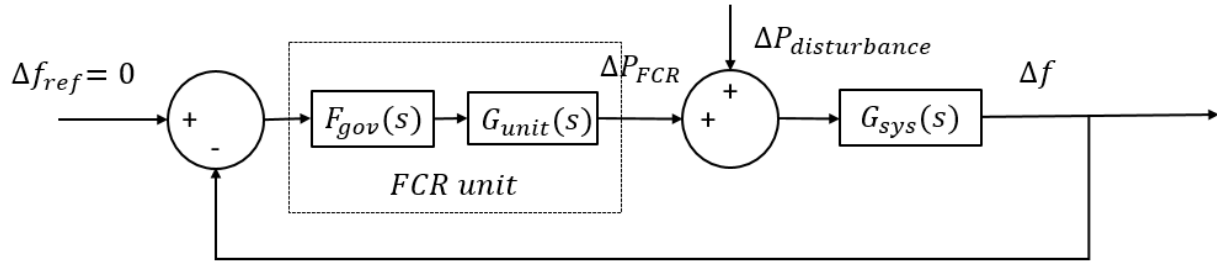 Δf_ref = 0
+
-
F_gov(s)
G_unit(s)
FCR unit
ΔP_FCR
ΔP_disturbance
+
+
G_sys(s)
Δf